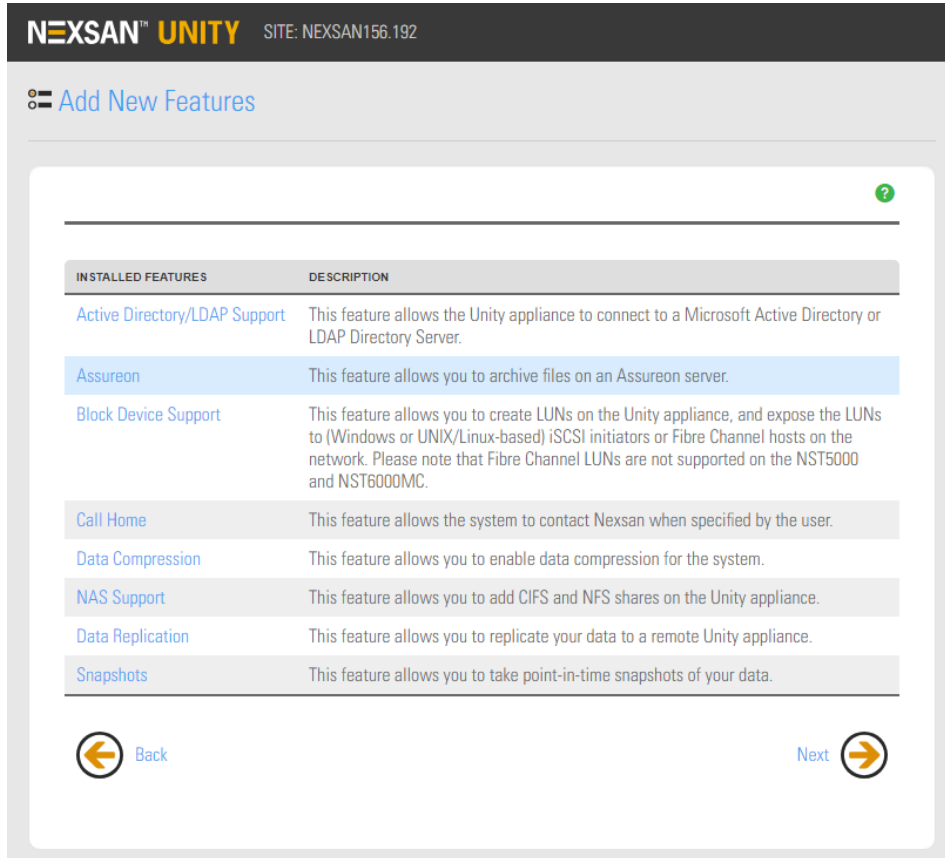 NEXSAN™ UNITY SITE: NEXSAN156.192
Add New Features
?
INSTALLED FEATURES DESCRIPTION
Active Directory/LDAP Support This feature allows the Unity appliance to connect to a Microsoft Active Directory or
LDAP Directory Server.
Assureon This feature allows you to archive files on an Assureon server.
Block Device Support This feature allows you to create LUNs on the Unity appliance, and expose the LUNs
to (Windows or UNIX/Linux-based) iSCSI initiators or Fibre Channel hosts on the
network. Please note that Fibre Channel LUNs are not supported on the NST5000
and NST6000MC.
Call Home This feature allows the system to contact Nexsan when specified by the user.
Data Compression This feature allows you to enable data compression for the system.
NAS Support This feature allows you to add CIFS and NFS shares on the Unity appliance.
Data Replication This feature allows you to replicate your data to a remote Unity appliance.
Snapshots This feature allows you to take point-in-time snapshots of your data.
Back Next